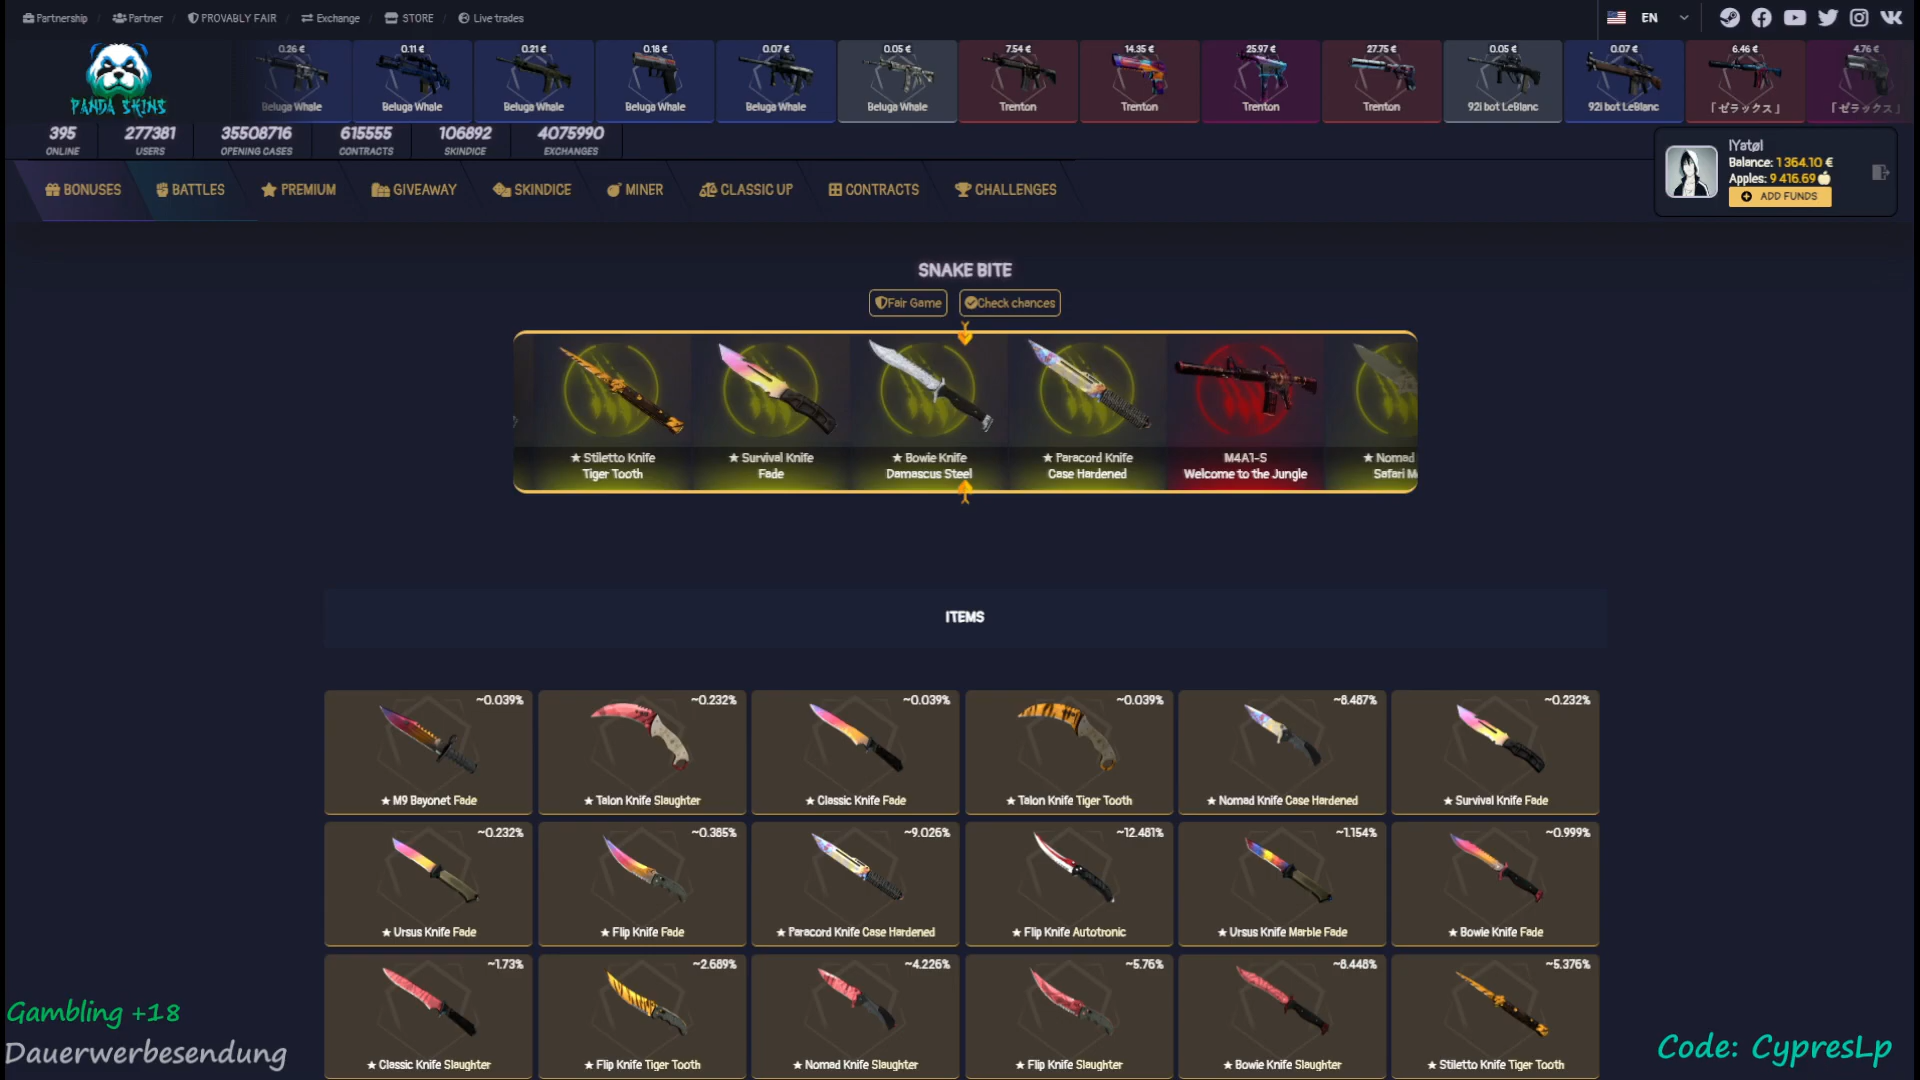 Partnership / Partner / PROVABLY FAIR / Exchange / STORE / Live trades
EN
PANDA SKINS
0.26 €
Beluga Whale
0.11 €
Beluga Whale
0.21 €
Beluga Whale
0.18 €
Beluga Whale
0.07 €
Beluga Whale
0.05 €
Beluga Whale
7.54 €
Trenton
14.35 €
Trenton
25.97 €
Trenton
27.75 €
Trenton
0.05 €
92i bot LeBlanc
0.07 €
92i bot LeBlanc
6.46 €
「ゼラックス」
4.76 €
「ゼラックス」
395
ONLINE
277381
USERS
35508716
OPENING CASES
615555
CONTRACTS
106892
SKINDICE
4075990
EXCHANGES
IYatøl
Balance: 1 364.10 €
Apples: 9 416.69
ADD FUNDS
BONUSES
BATTLES
PREMIUM
GIVEAWAY
SKINDICE
MINER
CLASSIC UP
CONTRACTS
CHALLENGES
SNAKE BITE
Fair Game
Check chances
★ Stiletto Knife
Tiger Tooth
★ Survival Knife
Fade
★ Bowie Knife
Damascus Steel
★ Paracord Knife
Case Hardened
M4A1-S
Welcome to the Jungle
★ Nomad
Safari M
ITEMS
~0.039%
★ M9 Bayonet Fade
~0.232%
★ Talon Knife Slaughter
~0.039%
★ Classic Knife Fade
~0.039%
★ Talon Knife Tiger Tooth
~8.487%
★ Nomad Knife Case Hardened
~0.232%
★ Survival Knife Fade
~0.232%
★ Ursus Knife Fade
~0.385%
★ Flip Knife Fade
~9.026%
★ Paracord Knife Case Hardened
~12.481%
★ Flip Knife Autotronic
~1.154%
★ Ursus Knife Marble Fade
~0.999%
★ Bowie Knife Fade
~1.73%
★ Classic Knife Slaughter
~2.689%
★ Flip Knife Tiger Tooth
~4.226%
★ Nomad Knife Slaughter
~5.76%
★ Flip Knife Slaughter
~8.448%
★ Bowie Knife Slaughter
~5.376%
★ Stiletto Knife Tiger Tooth
Gambling +18
Dauerwerbesendung
Code: CypresLp